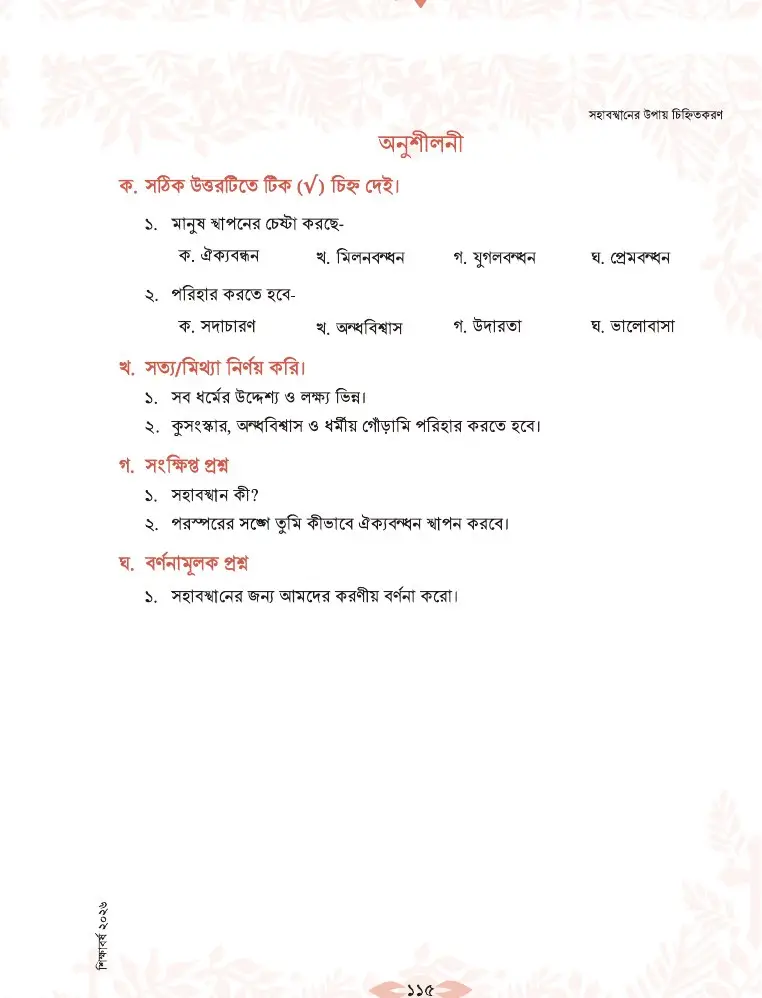 সহাবস্থানের উপায় চিহ্নিতকরণ
অনুশীলনী
ক. সঠিক উত্তরটিতে টিক (√) চিহ্ন দেই।
১. মানুষ স্থাপনের চেষ্টা করছে-
ক. ঐক্যবন্ধন খ. মিলনবন্ধন গ. যুগলবন্ধন ঘ. প্রেমবন্ধন
২. পরিহার করতে হবে-
ক. সদাচারণ খ. অন্ধবিশ্বাস গ. উদারতা ঘ. ভালোবাসা
খ. সত্য/মিথ্যা নির্ণয় করি।
১. সব ধর্মের উদ্দেশ্য ও লক্ষ্য ভিন্ন।
২. কুসংস্কার, অন্ধবিশ্বাস ও ধর্মীয় গোঁড়ামি পরিহার করতে হবে।
গ. সংক্ষিপ্ত প্রশ্ন
১. সহাবস্থান কী?
২. পরস্পরের সঙ্গে তুমি কীভাবে ঐক্যবন্ধন স্থাপন করবে।
ঘ. বর্ণনামূলক প্রশ্ন
১. সহাবস্থানের জন্য আমদের করণীয় বর্ণনা করো।
শিক্ষাবর্ষ ২০২৬
১১৫